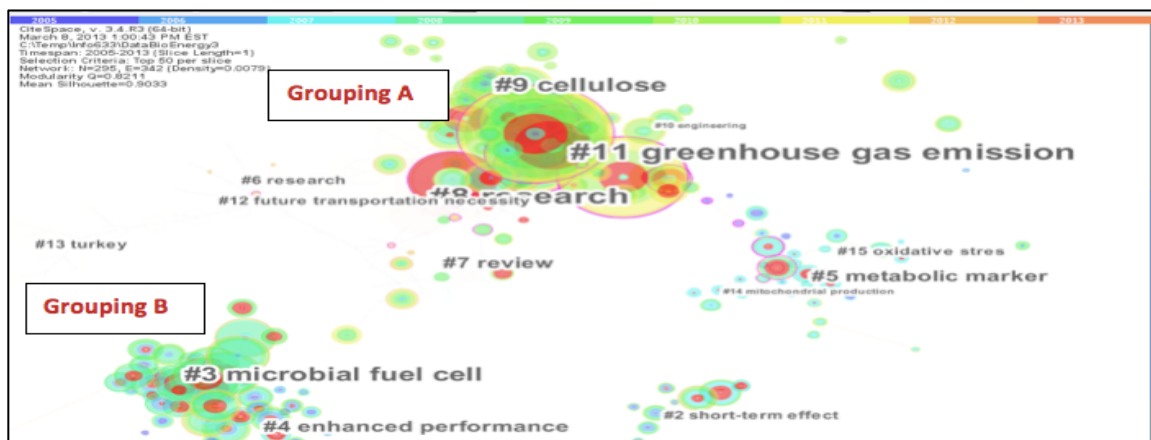 2005 2006 2007 2008 2009 2010 2011 2012 2013
CiteSpace, v. 3.4.R3 (64-bit)
March 8, 2013 1:00:43 PM EST
C:\Temp\Info633\DataBioEnergy3
Timespan: 2005-2013 (Slice Length=1)
Selection Criteria: Top 50 per slice
Network: N=295, E=342 (Density=0.0079)
Modularity Q=0.8211
Mean Silhouette=0.9033
#9 cellulose
Grouping A
#10 engineering
#11 greenhouse gas emission
#6 research
#8 research
#12 future transportation necessity
#13 turkey
#15 oxidative stres
#7 review
#5 metabolic marker
#14 mitochondrial production
Grouping B
#3 microbial fuel cell
#2 short-term effect
#4 enhanced performance